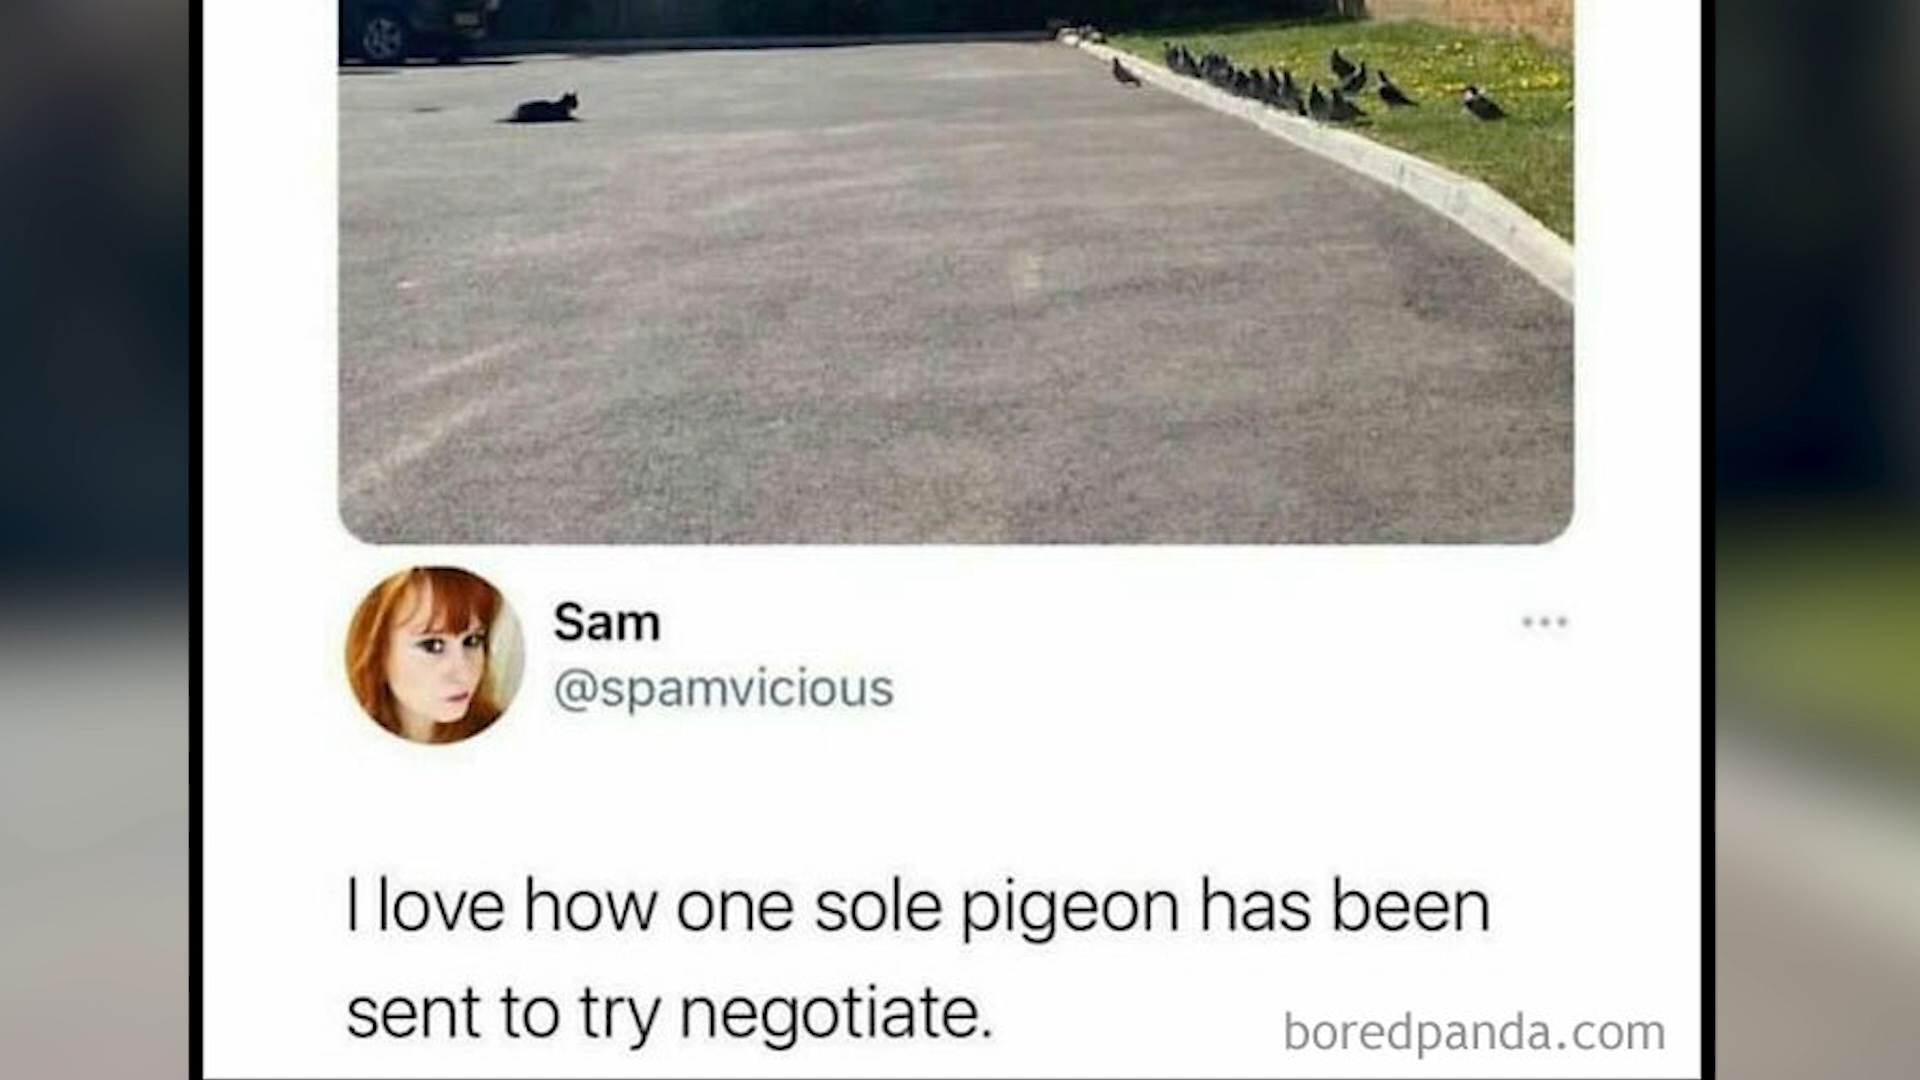 Sam
@spamvicious
I love how one sole pigeon has been
sent to try negotiate.
boredpanda.com